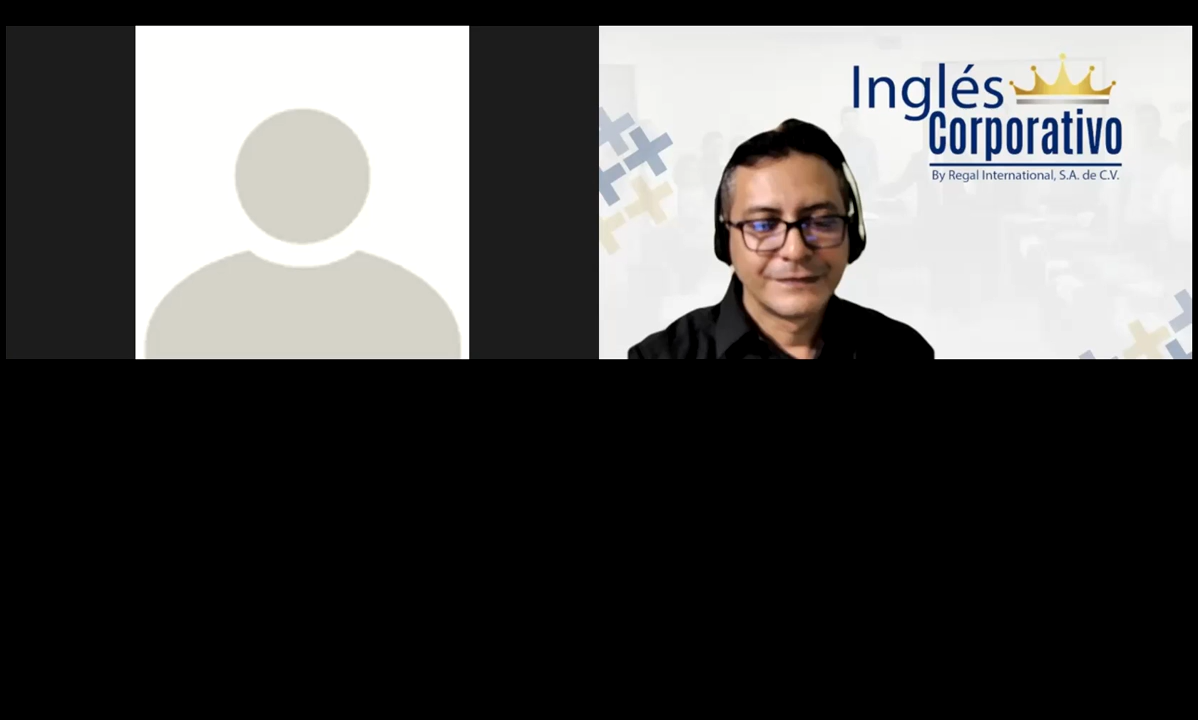 Inglés
Corporativo
By Regal International, S.A. de C.V.